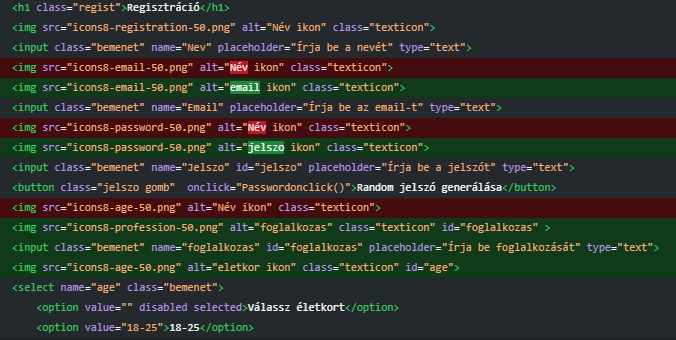 <h1 class="regist">Regisztráció</h1>
<img src="icons8-registration-50.png" alt="Név ikon" class="texticon">
<input class="bemenet" name="Nev" placeholder="Írja be a nevét" type="text">
<img src="icons8-email-50.png" alt="Név ikon" class="texticon">
<img src="icons8-email-50.png" alt="email ikon" class="texticon">
<input class="bemenet" name="Email" placeholder="Írja be az email-t" type="text">
<img src="icons8-password-50.png" alt="Név ikon" class="texticon">
<img src="icons8-password-50.png" alt="jelszo ikon" class="texticon">
<input class="bemenet" name="Jelszo" id="jelszo" placeholder="Írja be a jelszót" type="text">
<button class="jelszo gomb"  onclick="Passwordonclick()">Random jelszó generálása</button>
<img src="icons8-age-50.png" alt="Név ikon" class="texticon">
<img src="icons8-profession-50.png" alt="foglalkozas" class="texticon" id="foglalkozas" >
<input class="bemenet" name="foglalkozas" id="foglalkozas" placeholder="Írja be foglalkozását" type="text">
<img src="icons8-age-50.png" alt="eletkor ikon" class="texticon" id="age">
<select name="age" class="bemenet">
<option value="" disabled selected>Válassz életkort</option>
<option value="18-25">18-25</option>